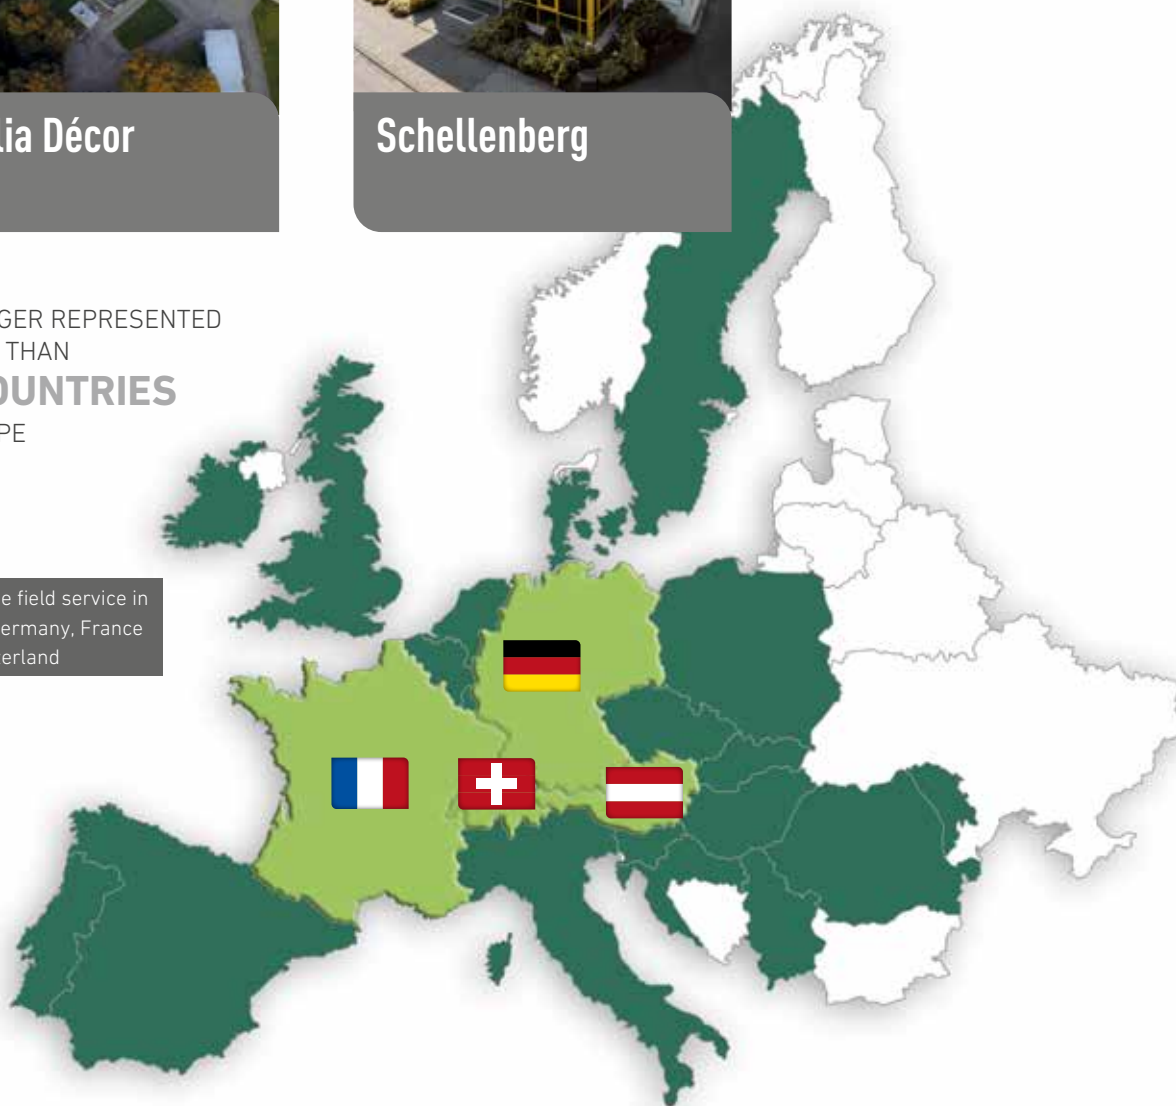 lia Décor
Schellenberg
GER REPRESENTED
THAN
OUNTRIES
PE
e field service in
ermany, France
erland